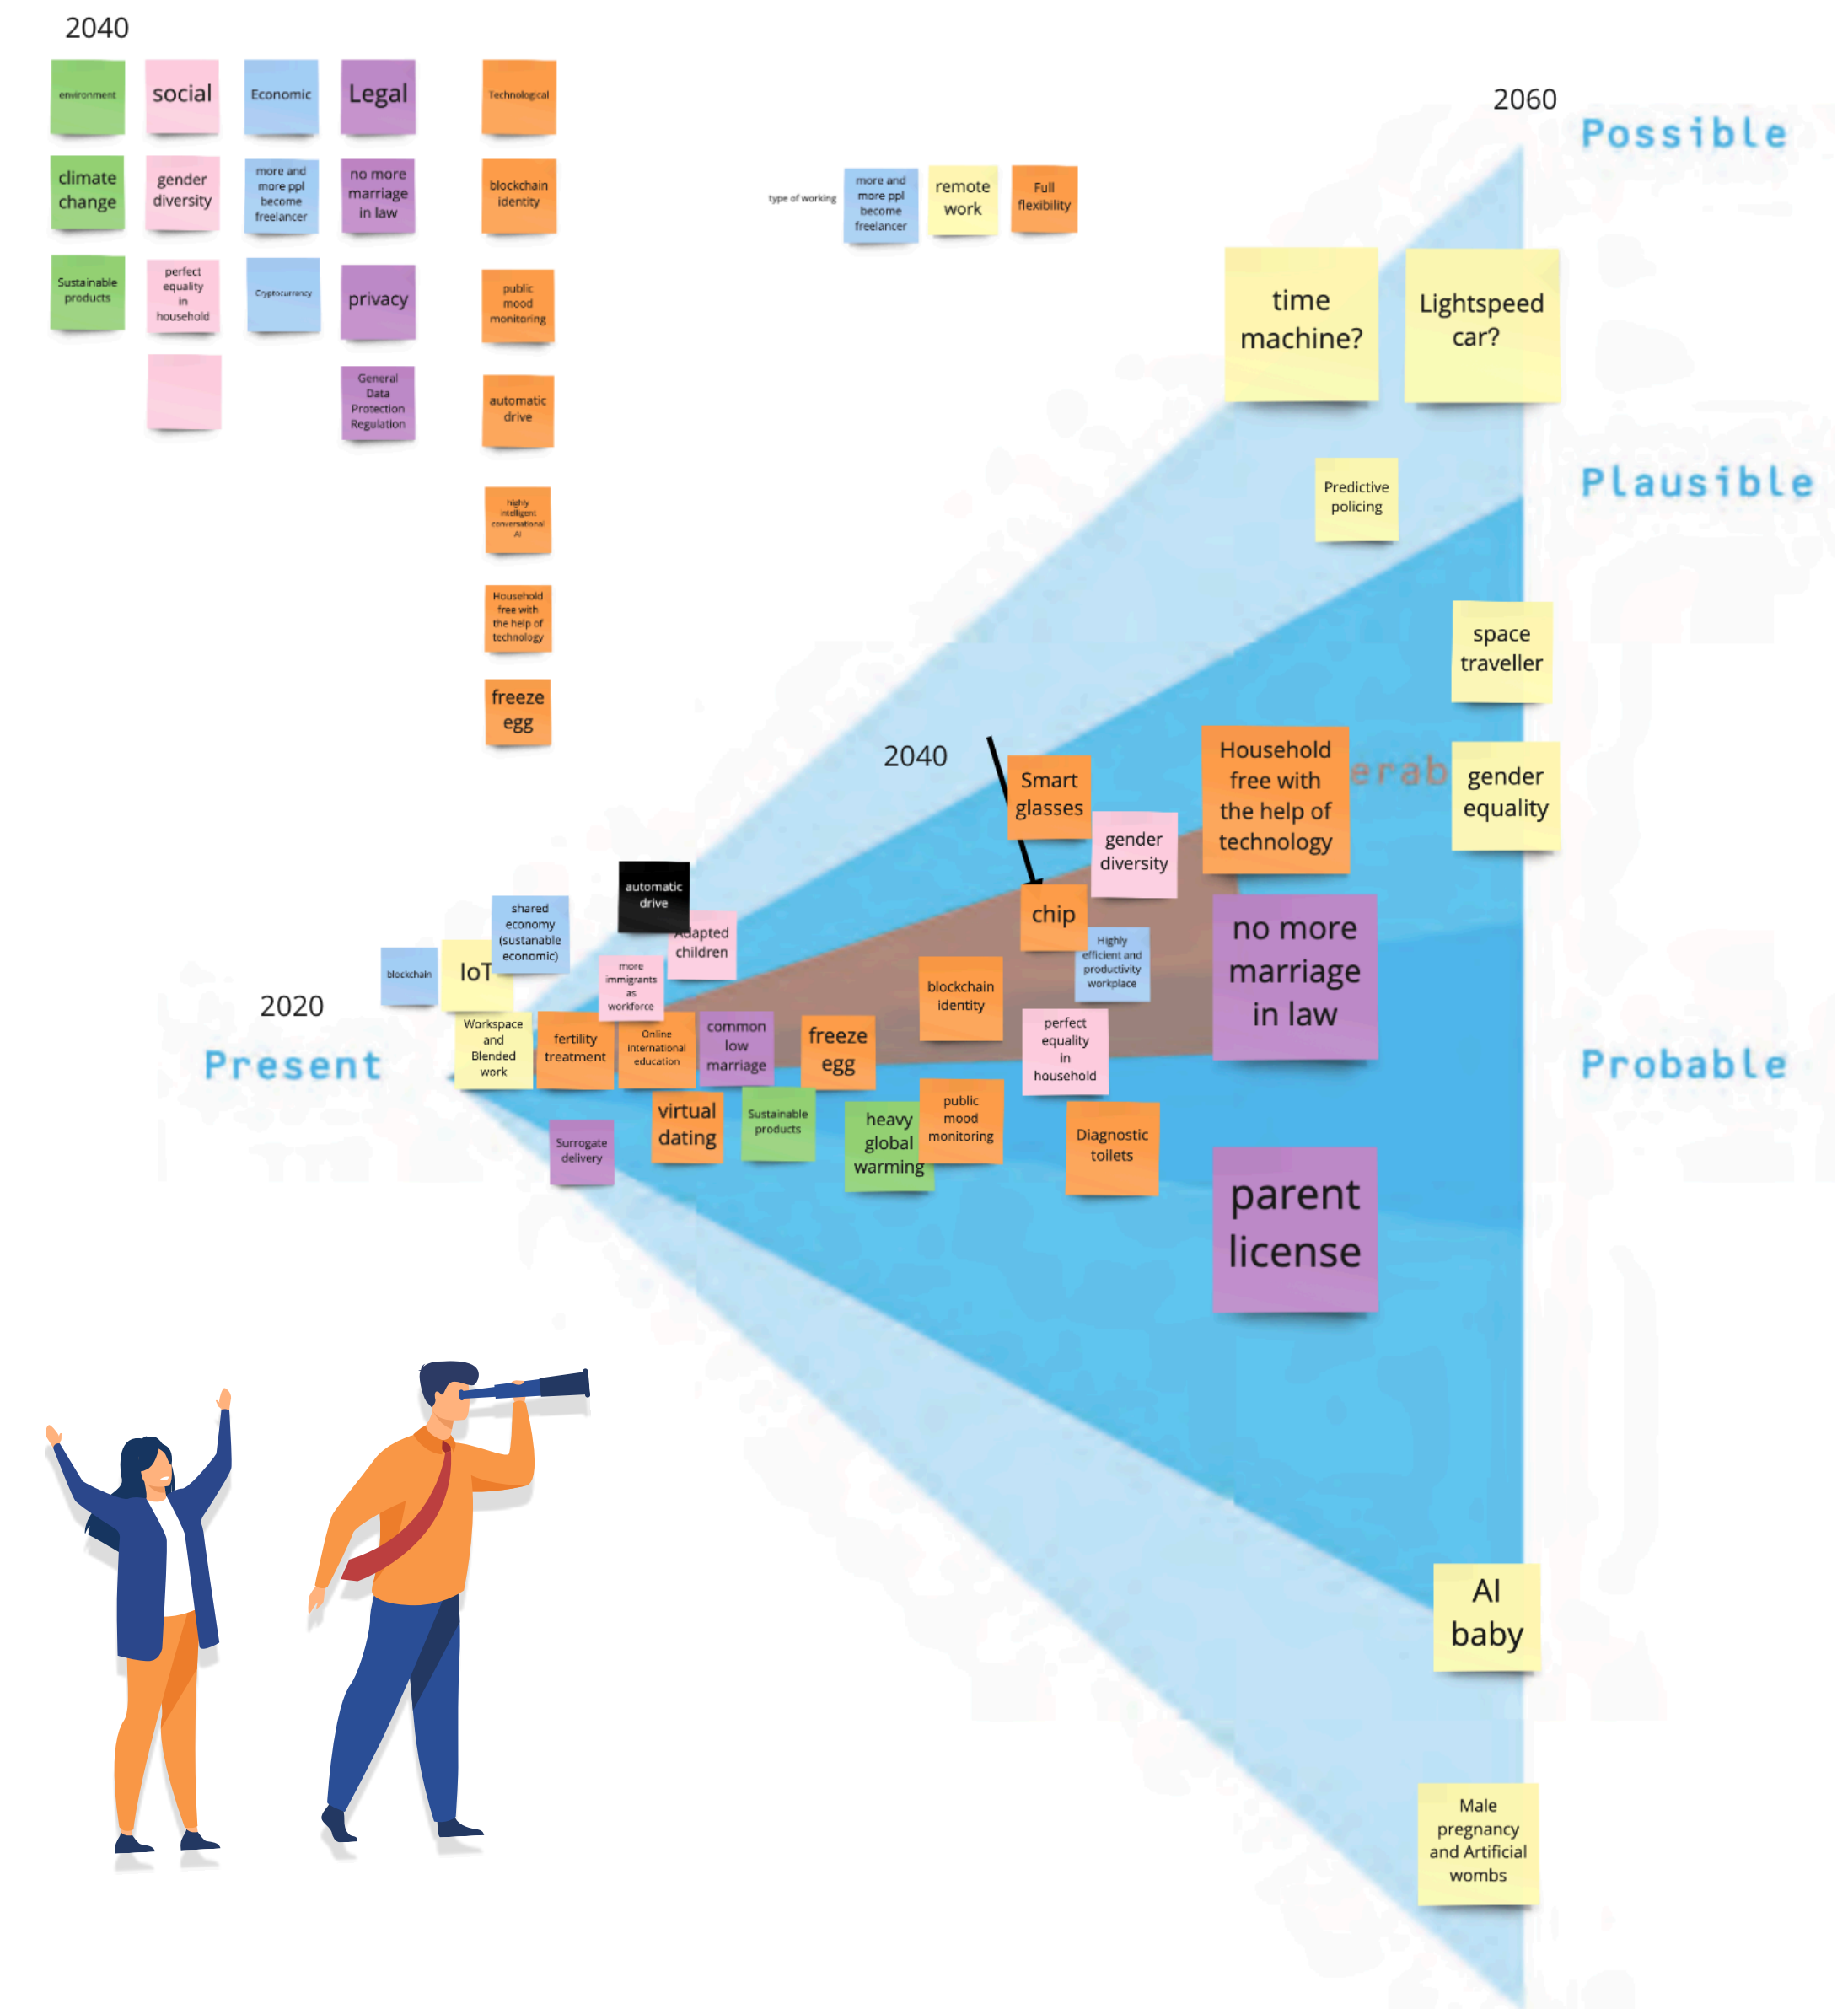 2040
environment
social
Economic
Legal
Technological
climate
change
gender
diversity
more and
more ppl
become
freelancer
no more
marriage
in law
blockchain
identity
Sustainable
products
perfect
equality
in
household
Cryptocurrency
privacy
public
mood
monitoring
General
Data
Protection
Regulation
automatic
drive
highly
intelligent
conversational
AI
Household
free with
the help of
technology
freeze
egg
type of working
more and
more ppl
become
freelancer
remote
work
Full
flexibility
2060
Possible
time
machine?
Lightspeed
car?
Plausible
Predictive
policing
space
traveller
2040
Smart
glasses
gender
diversity
Household
free with
the help of
technology
erab
gender
equality
automatic
drive
Adapted
children
shared
economy
(sustanable
economic)
blockchain
IoT
more
immigrants
as
workforce
chip
Highly
efficient and
productivity
workplace
blockchain
identity
no more
marriage
in law
2020
Present
Workspace
and
Blended
work
fertility
treatment
Online
international
education
common
low
marriage
freeze
egg
perfect
equality
in
household
Probable
Surrogate
delivery
virtual
dating
Sustainable
products
heavy
global
warming
public
mood
monitoring
Diagnostic
toilets
parent
license
AI
baby
Male
pregnancy
and Artificial
wombs